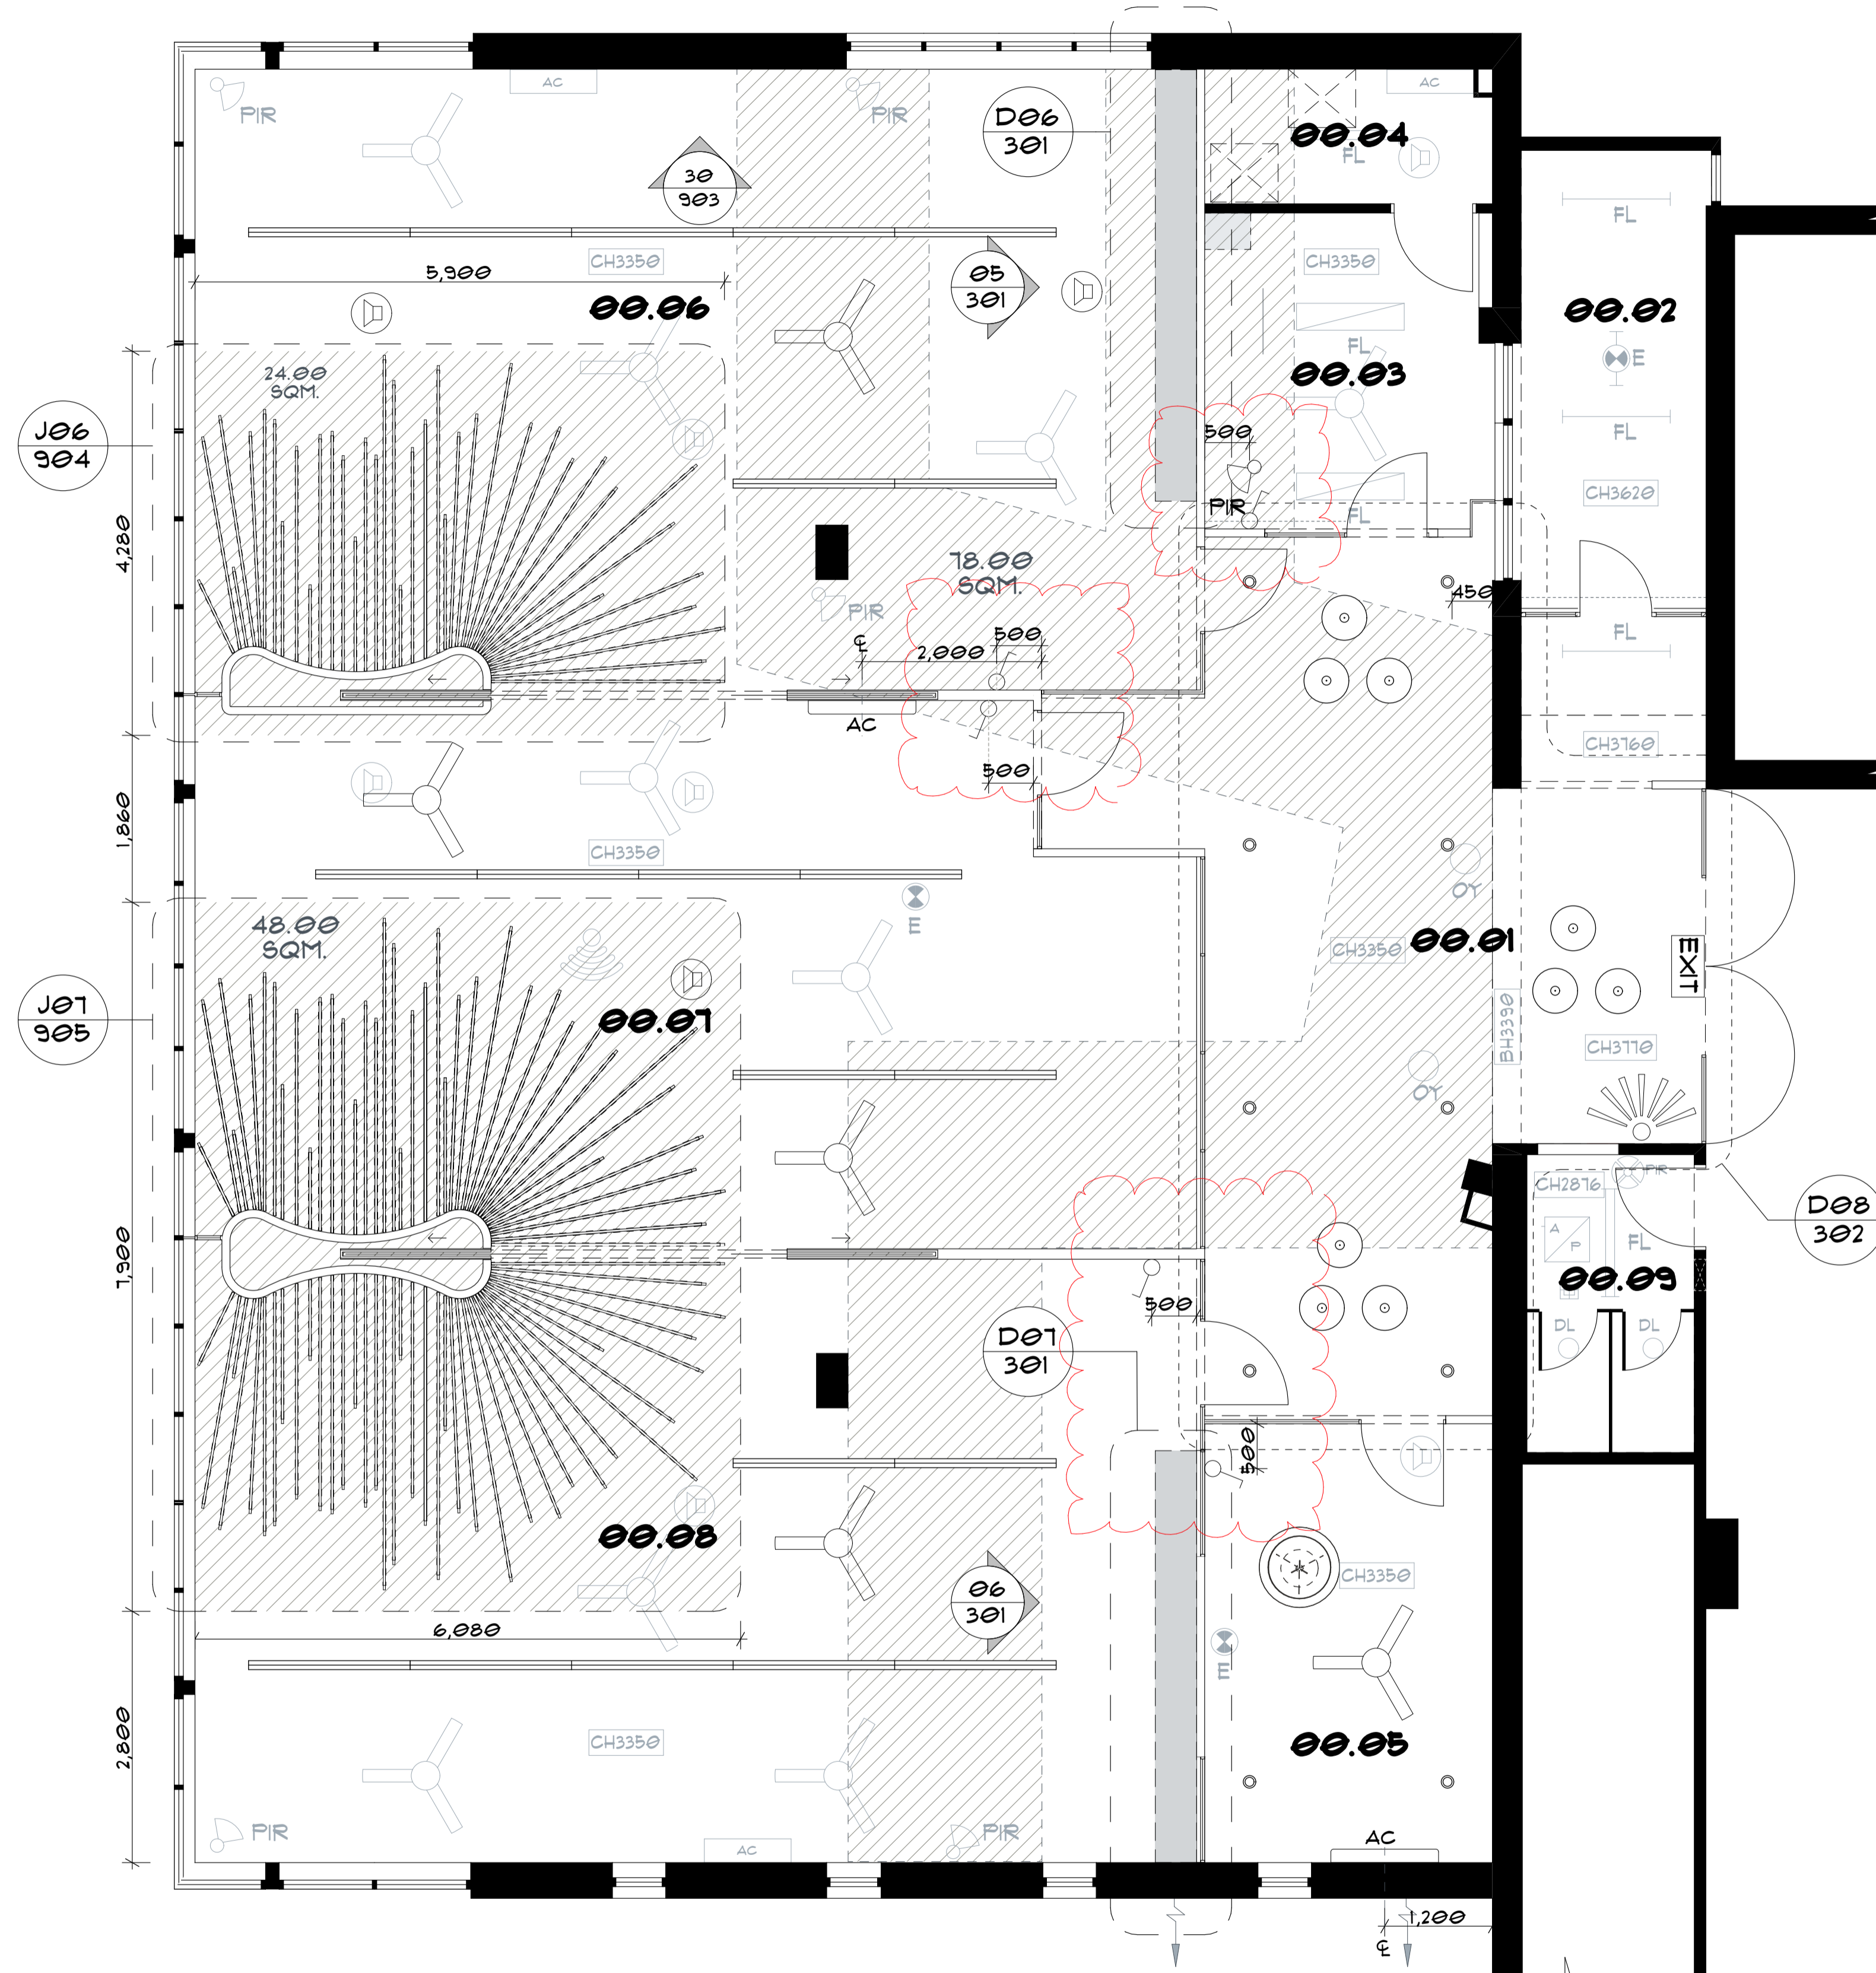 AC
AC
PIR
PIR
D06
301
00.04
FL
30
903
FL
CH3350
CH3350
5,900
05
301
00.06
00.02
FL
E
00.03
24.00
SQM.
J06
904
500
FL
CH3620
PIR
FL
4,280
18.00
SQM.
450
PIR
FL
500
℄
2,000
AC
CH3760
500
1,860
CH3350
OY
E
48.00
SQM.
CH3350
00.01
EXIT
J07
905
00.07
BH3390
CH3770
OY
PIR
CH2876
D08
302
A
P
FL
7,900
00.09
500
DL
DL
D07
301
500
00.08
CH3350
06
301
6,080
E
2,800
CH3350
00.05
PIR
PIR
AC
AC
1,200
℄